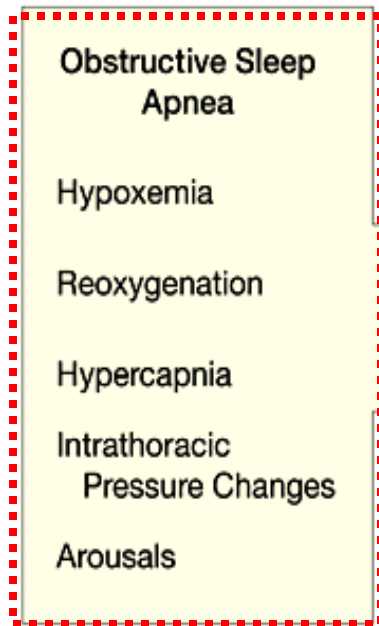 Obstructive Sleep
Apnea
Hypoxemia
Reoxygenation
Hypercapnia
Intrathoracic
Pressure Changes
Arousals